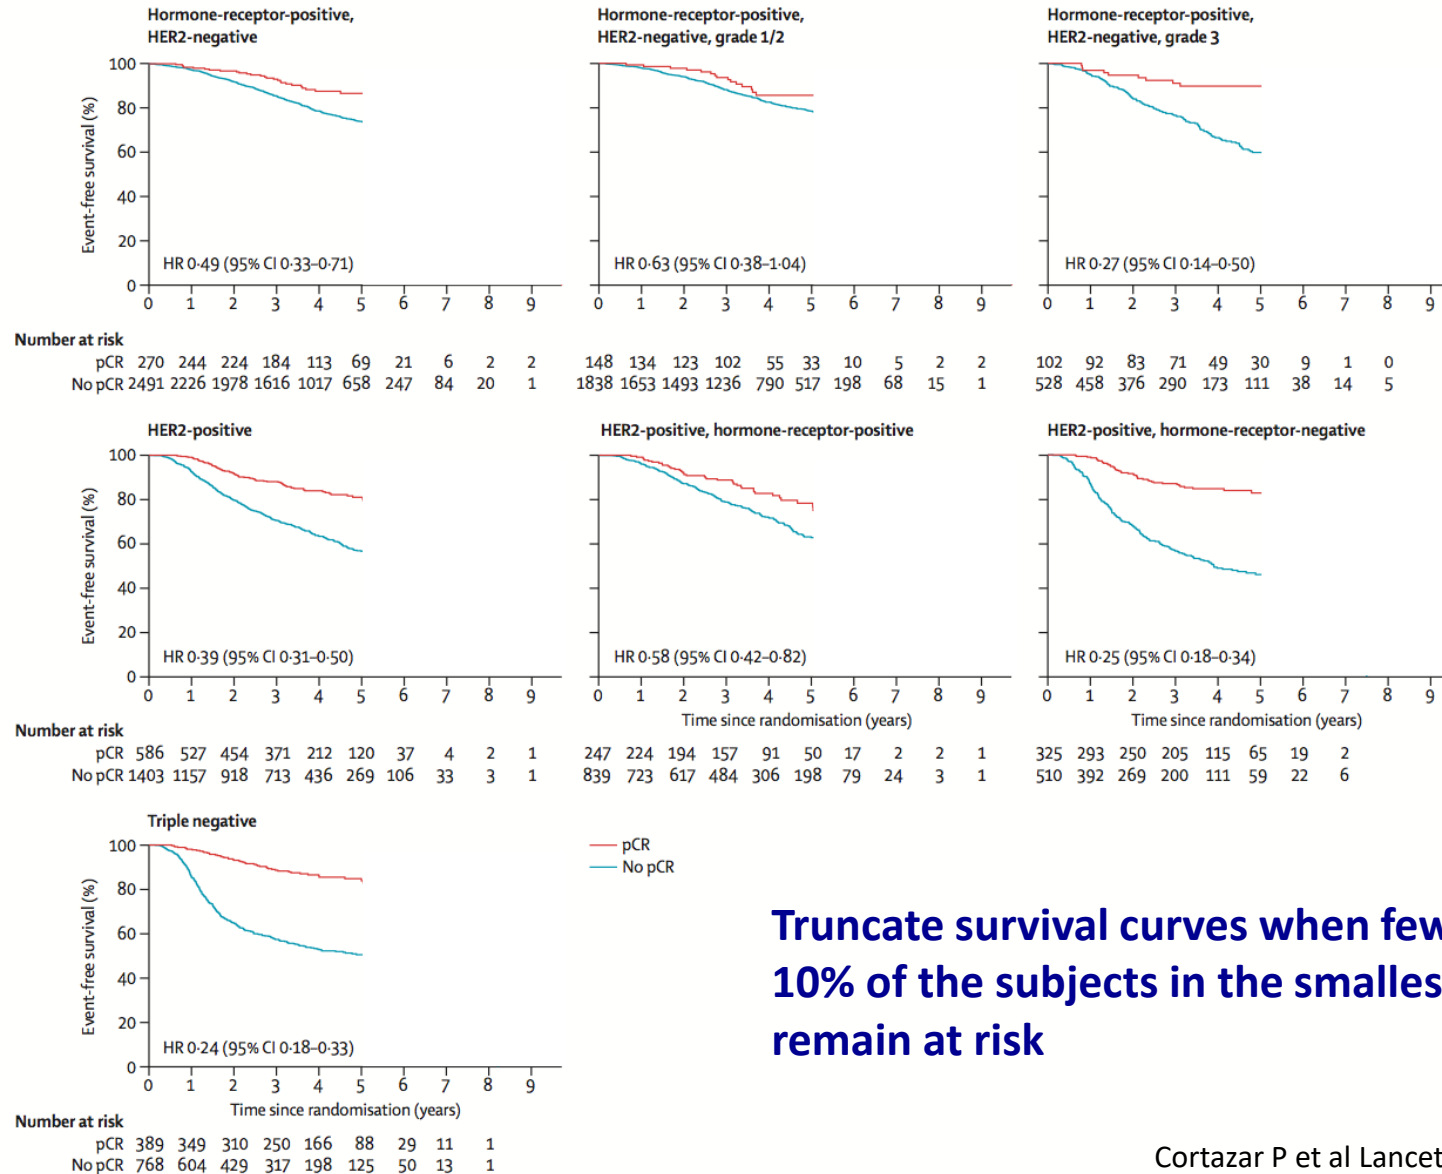 Hormone-receptor-positive,
HER2-negative
Event-free survival (%)
100
80
60
40
20
0
HR 0·49 (95% CI 0·33–0·71)
0 1 2 3 4 5 6 7 8 9
Number at risk
pCR 270 244 224 184 113 69 21 6 2 2
No pCR 2491 2226 1978 1616 1017 658 247 84 20 1
Hormone-receptor-positive,
HER2-negative, grade 1/2
HR 0·63 (95% CI 0·38–1·04)
0 1 2 3 4 5 6 7 8 9
148 134 123 102 55 33 10 5 2 2
1838 1653 1493 1236 790 517 198 68 15 1
Hormone-receptor-positive,
HER2-negative, grade 3
HR 0·27 (95% CI 0·14–0·50)
0 1 2 3 4 5 6 7 8 9
102 92 83 71 49 30 9 1 0
528 458 376 290 173 111 38 14 5
HER2-positive
Event-free survival (%)
100
80
60
40
20
0
HR 0·39 (95% CI 0·31–0·50)
0 1 2 3 4 5 6 7 8 9
Number at risk
pCR 586 527 454 371 212 120 37 4 2 1
No pCR 1403 1157 918 713 436 269 106 33 3 1
HER2-positive, hormone-receptor-positive
HR 0·58 (95% CI 0·42–0·82)
0 1 2 3 4 5 6 7 8 9
Time since randomisation (years)
247 224 194 157 91 50 17 2 2 1
839 723 617 484 306 198 79 24 3 1
HER2-positive, hormone-receptor-negative
HR 0·25 (95% CI 0·18–0·34)
0 1 2 3 4 5 6 7 8 9
Time since randomisation (years)
325 293 250 205 115 65 19 2
510 392 269 200 111 59 22 6
Triple negative
Event-free survival (%)
100
80
60
40
20
0
HR 0·24 (95% CI 0·18–0·33)
0 1 2 3 4 5 6 7 8 9
Time since randomisation (years)
Number at risk
pCR 389 349 310 250 166 88 29 11 1
No pCR 768 604 429 317 198 125 50 13 1
pCR
No pCR
Truncate survival curves when few
10% of the subjects in the smalles
remain at risk
Cortazar P et al Lancet